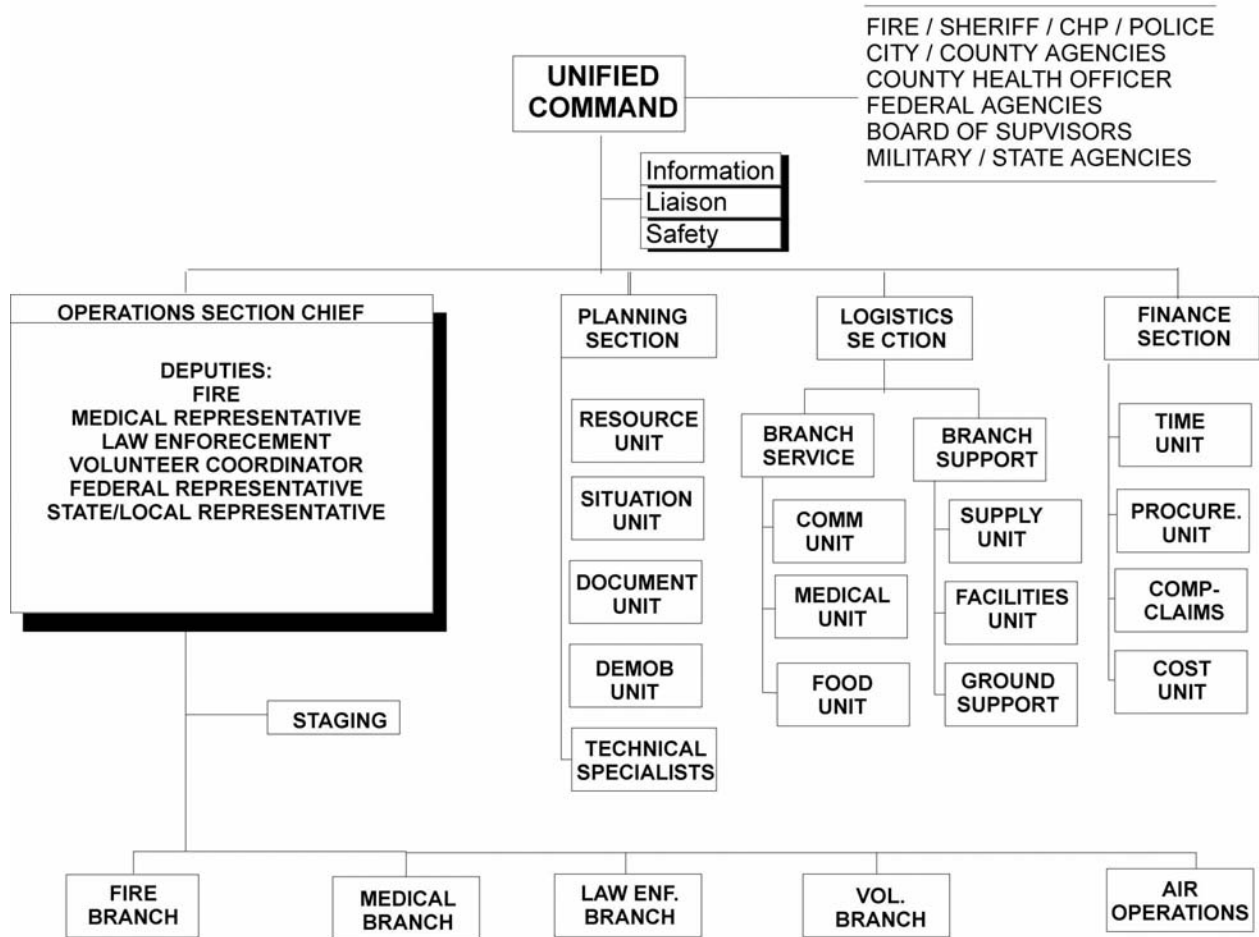 FIRE / SHERIFF / CHP / POLICE
CITY / COUNTY AGENCIES
COUNTY HEALTH OFFICER
FEDERAL AGENCIES
BOARD OF SUPVISORS
MILITARY / STATE AGENCIES
UNIFIED
COMMAND
Information
Liaison
Safety
OPERATIONS SECTION CHIEF
DEPUTIES:
FIRE
MEDICAL REPRESENTATIVE
LAW ENFORECEMENT
VOLUNTEER COORDINATOR
FEDERAL REPRESENTATIVE
STATE/LOCAL REPRESENTATIVE
STAGING
PLANNING
SECTION
RESOURCE
UNIT
SITUATION
UNIT
DOCUMENT
UNIT
DEMOB
UNIT
TECHNICAL
SPECIALISTS
LOGISTICS
SE CTION
BRANCH
SERVICE
COMM
UNIT
MEDICAL
UNIT
FOOD
UNIT
BRANCH
SUPPORT
SUPPLY
UNIT
FACILITIES
UNIT
GROUND
SUPPORT
FINANCE
SECTION
TIME
UNIT
PROCURE.
UNIT
COMP-
CLAIMS
COST
UNIT
FIRE
BRANCH
MEDICAL
BRANCH
LAW ENF.
BRANCH
VOL.
BRANCH
AIR
OPERATIONS